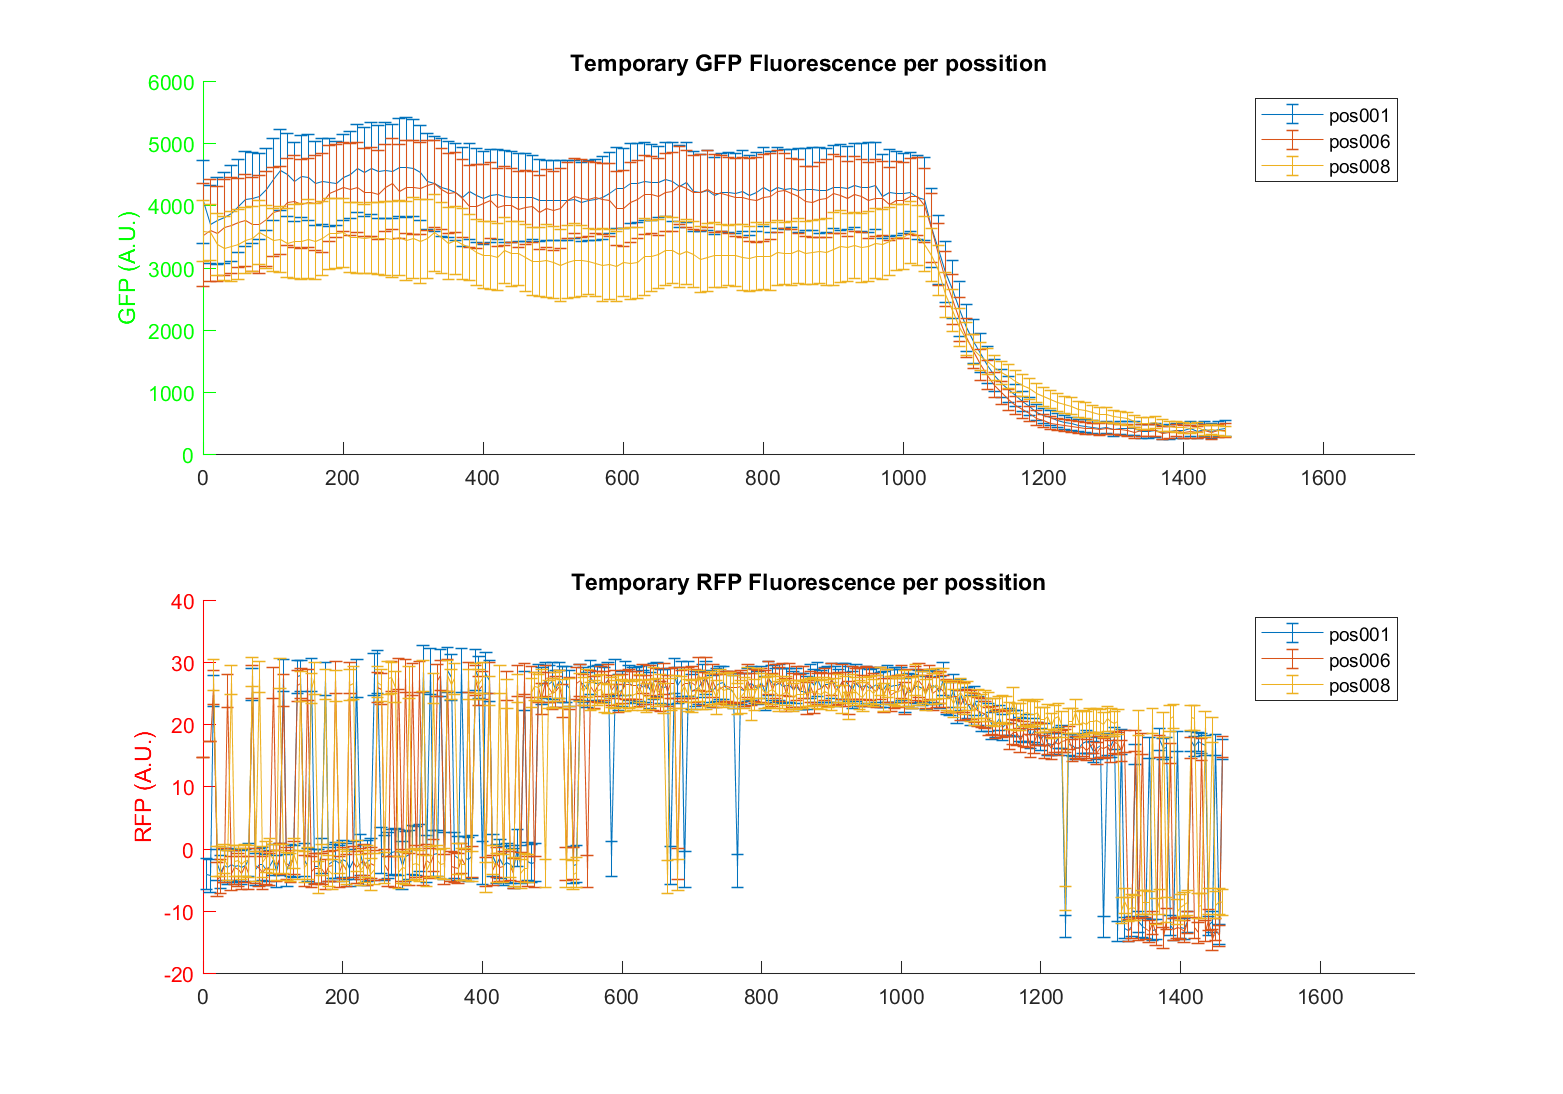 Temporary GFP Fluorescence per possition
6000
5000
4000
3000
2000
1000
0
GFP (A.U.)
0 200 400 600 800 1000 1200 1400 1600
pos001
pos006
pos008
Temporary RFP Fluorescence per possition
40
30
20
10
0
-10
-20
RFP (A.U.)
0 200 400 600 800 1000 1200 1400 1600
pos001
pos006
pos008